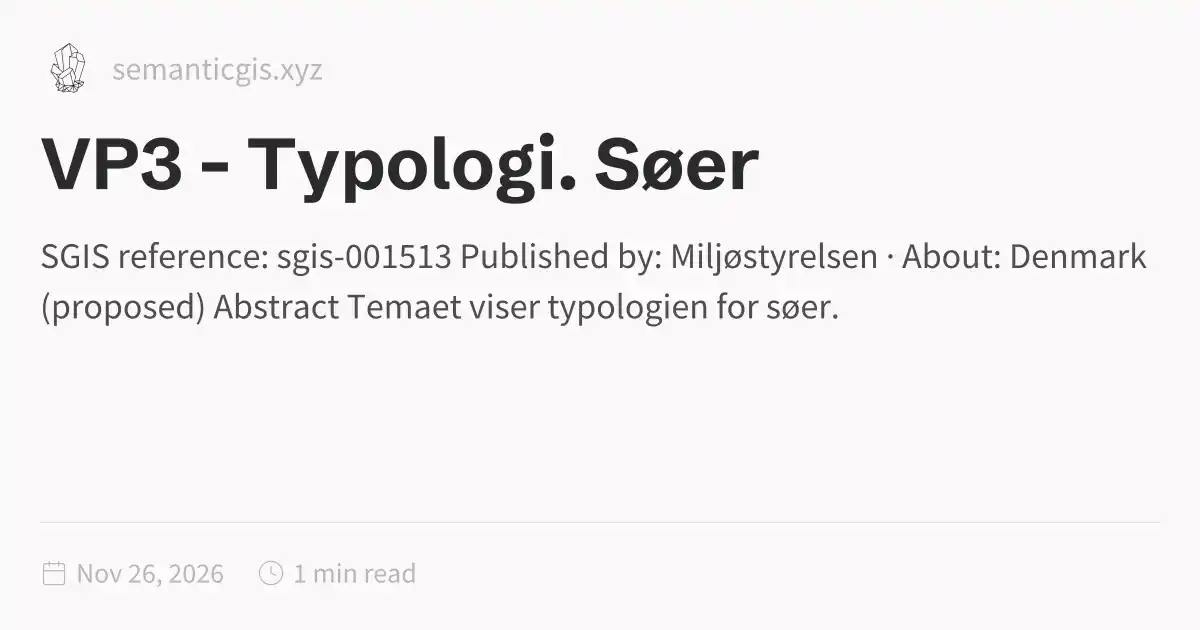 semanticgis.xyz
VP3 - Typologi. Søer
SGIS reference: sgis-001513 Published by: Miljøstyrelsen · About: Denmark
(proposed) Abstract Temaet viser typologien for søer.
Nov 26, 2026 1 min read